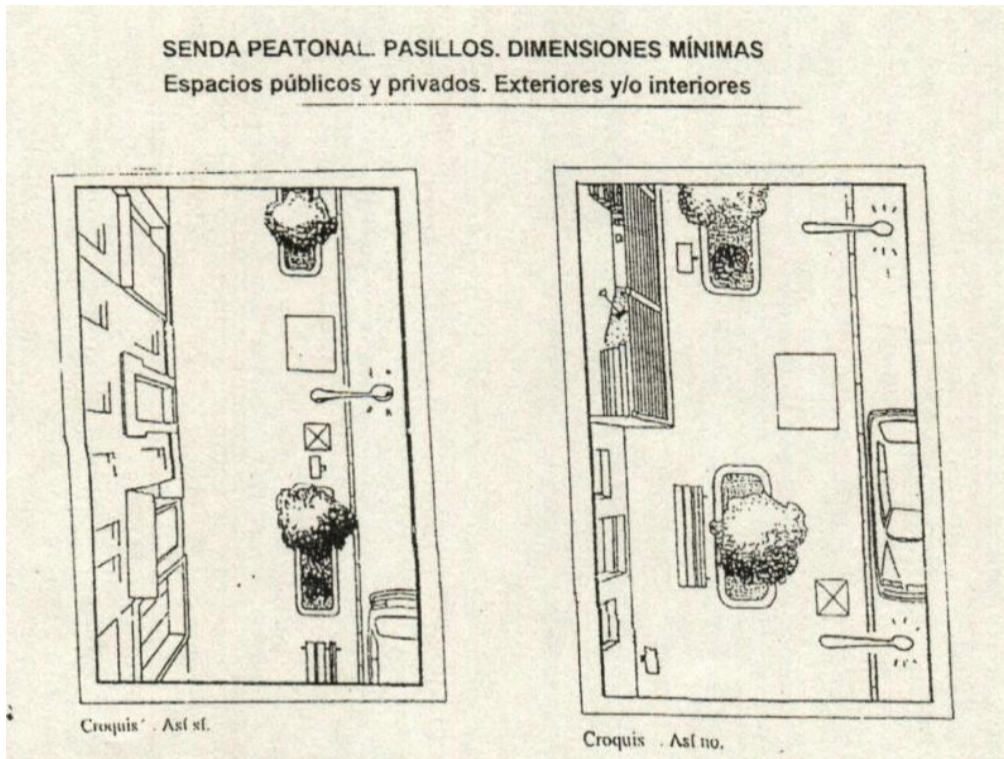 SENDA PEATONAL. PASILLOS. DIMENSIONES MÍNIMAS
Espacios públicos y privados. Exteriores y/o interiores
Croquis . Así sí.
Croquis . Así no.